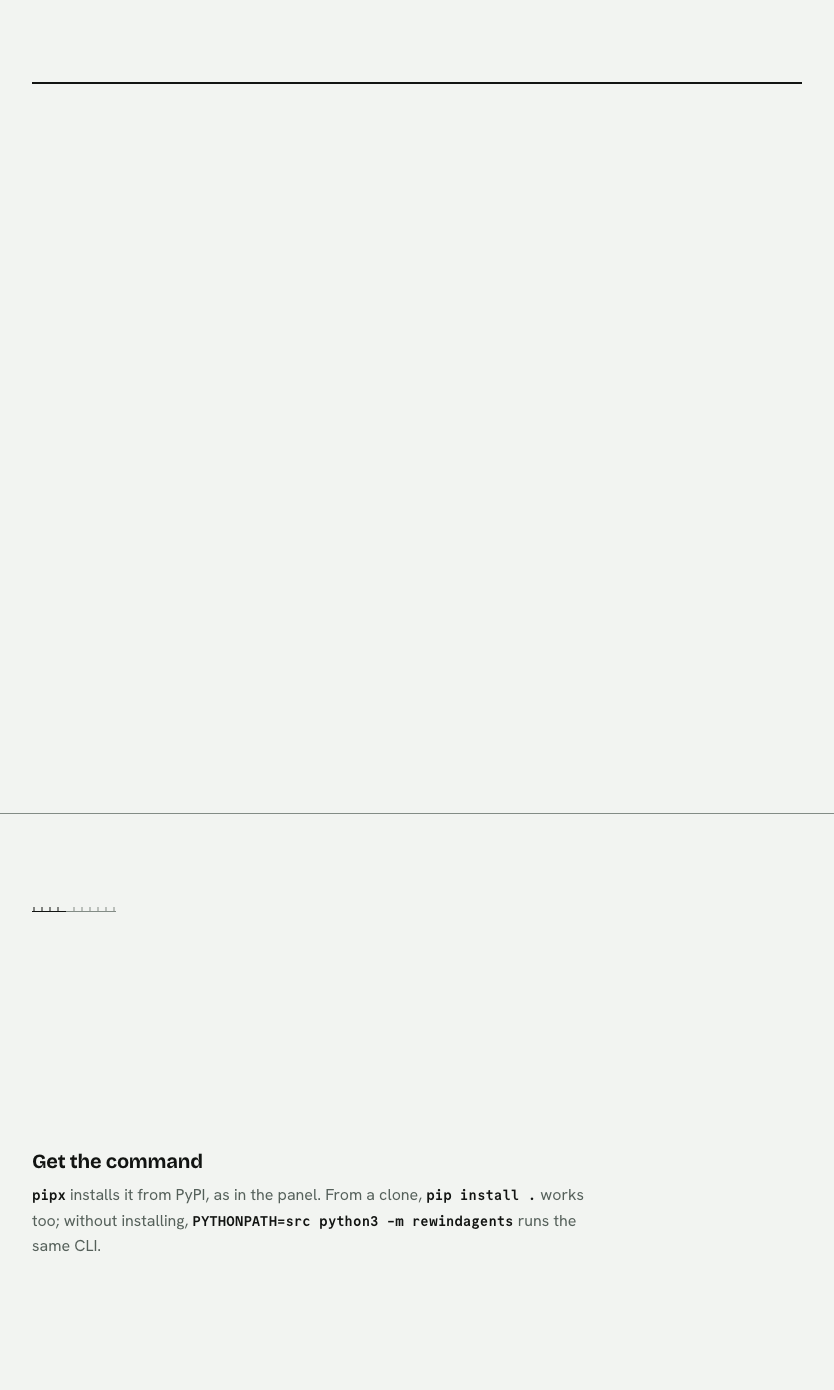 Get the command
pipx installs it from PyPI, as in the panel. From a clone, pip install . works
too; without installing, PYTHONPATH=src python3 -m rewindagents runs the
same CLI.